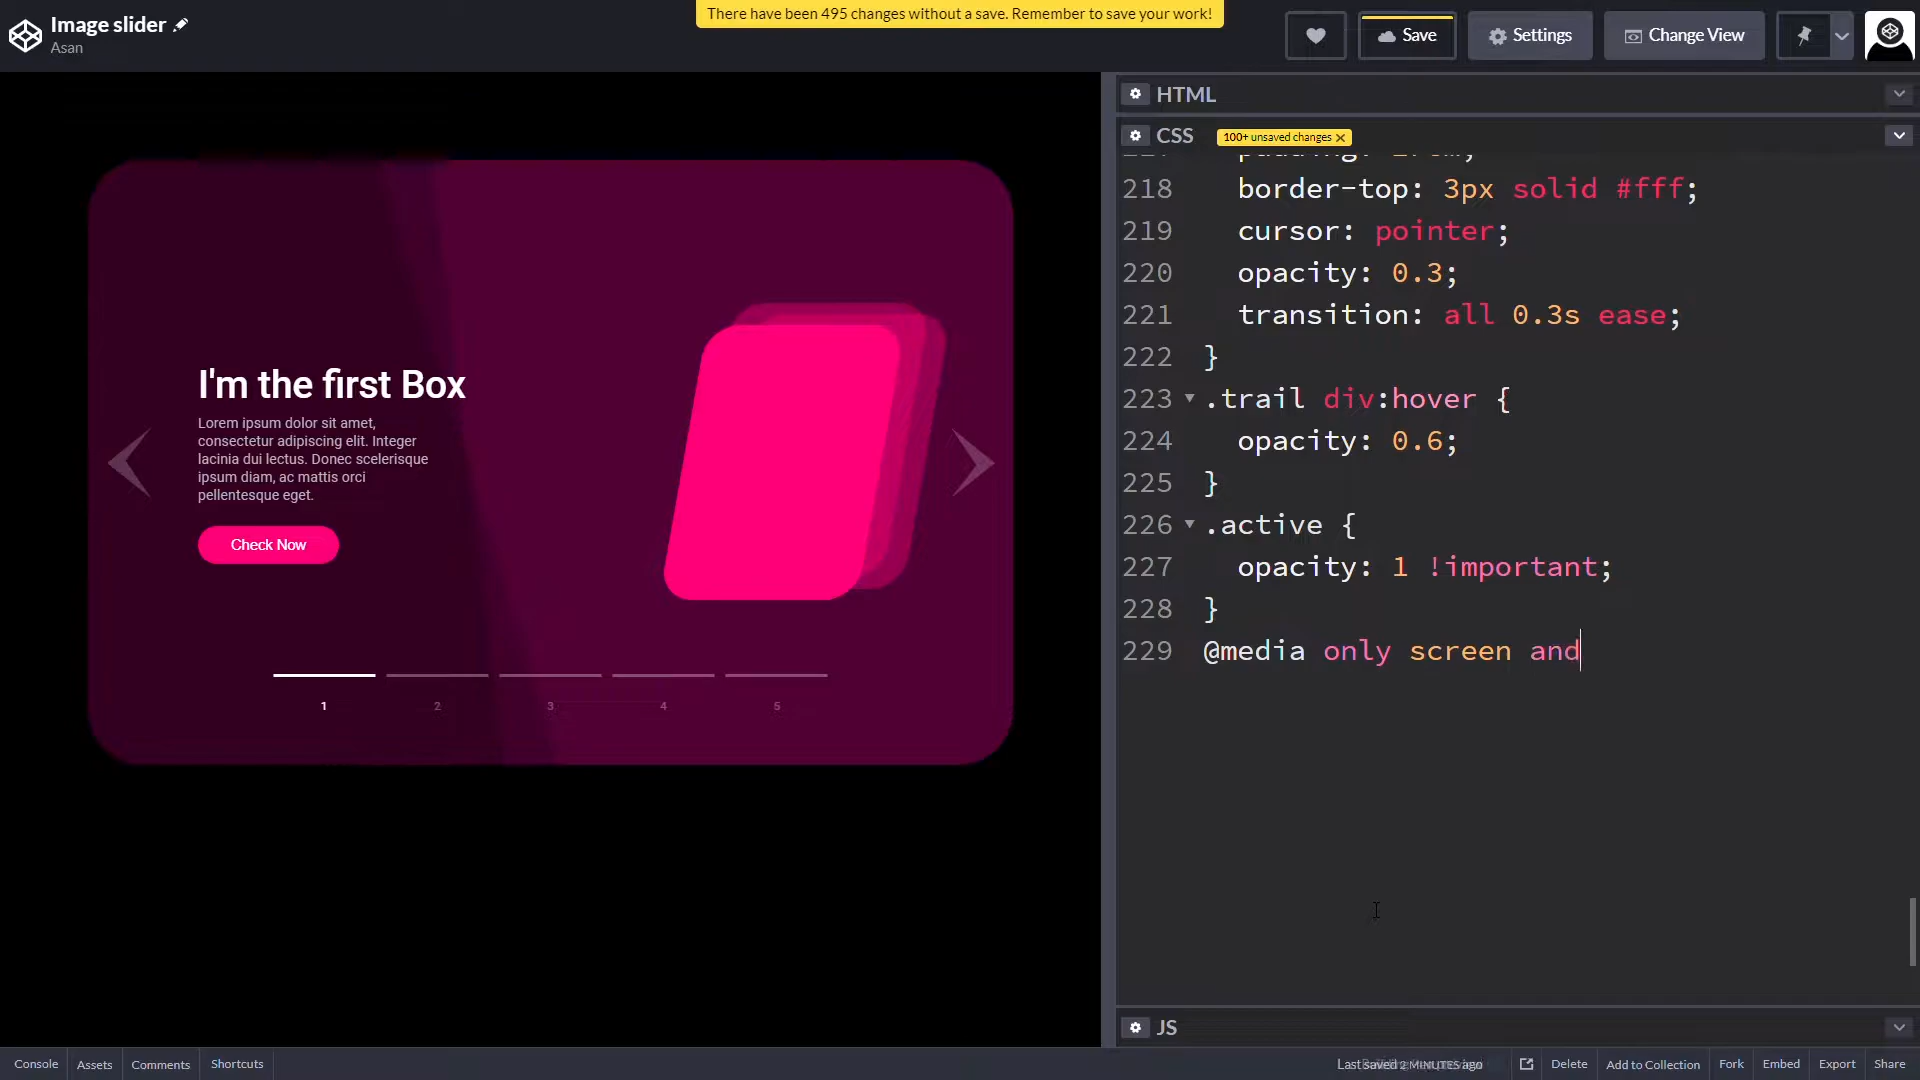 Image slider
Asan
There have been 495 changes without a save. Remember to save your work!
Save
Settings
Change View
HTML
CSS
100+ unsaved changes
218 border-top: 3px solid #fff;
219 cursor: pointer;
220 opacity: 0.3;
221 transition: all 0.3s ease;
222 }
223 .trail div:hover {
224 opacity: 0.6;
225 }
226 .active {
227 opacity: 1 !important;
228 }
229 @media only screen and
I'm the first Box
Lorem ipsum dolor sit amet,
consectetur adipiscing elit. Integer
lacinia dui lectus. Donec scelerisque
ipsum diam, ac mattis orci
pellentesque eget.
Check Now
1 2 3 4 5
JS
Console Assets Comments Shortcuts
Last saved 2 MINUTES ago
Delete Add to Collection Fork Embed Export Share